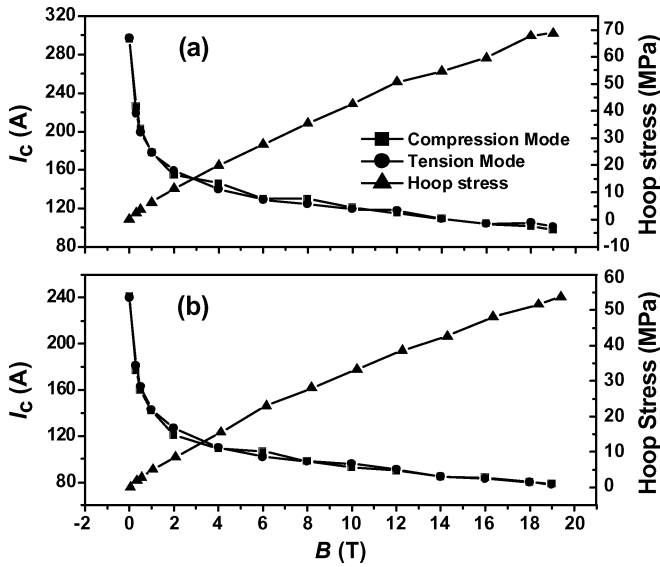 (a)
I_C (A)
320
280
240
200
160
120
80
Hoop stress (MPa)
70
60
50
40
30
20
10
0
-10
Compression Mode
Tension Mode
Hoop stress
(b)
I_C (A)
240
200
160
120
80
Hoop Stress (MPa)
60
50
40
30
20
10
0
-2 0 2 4 6 8 10 12 14 16 18 20
B (T)